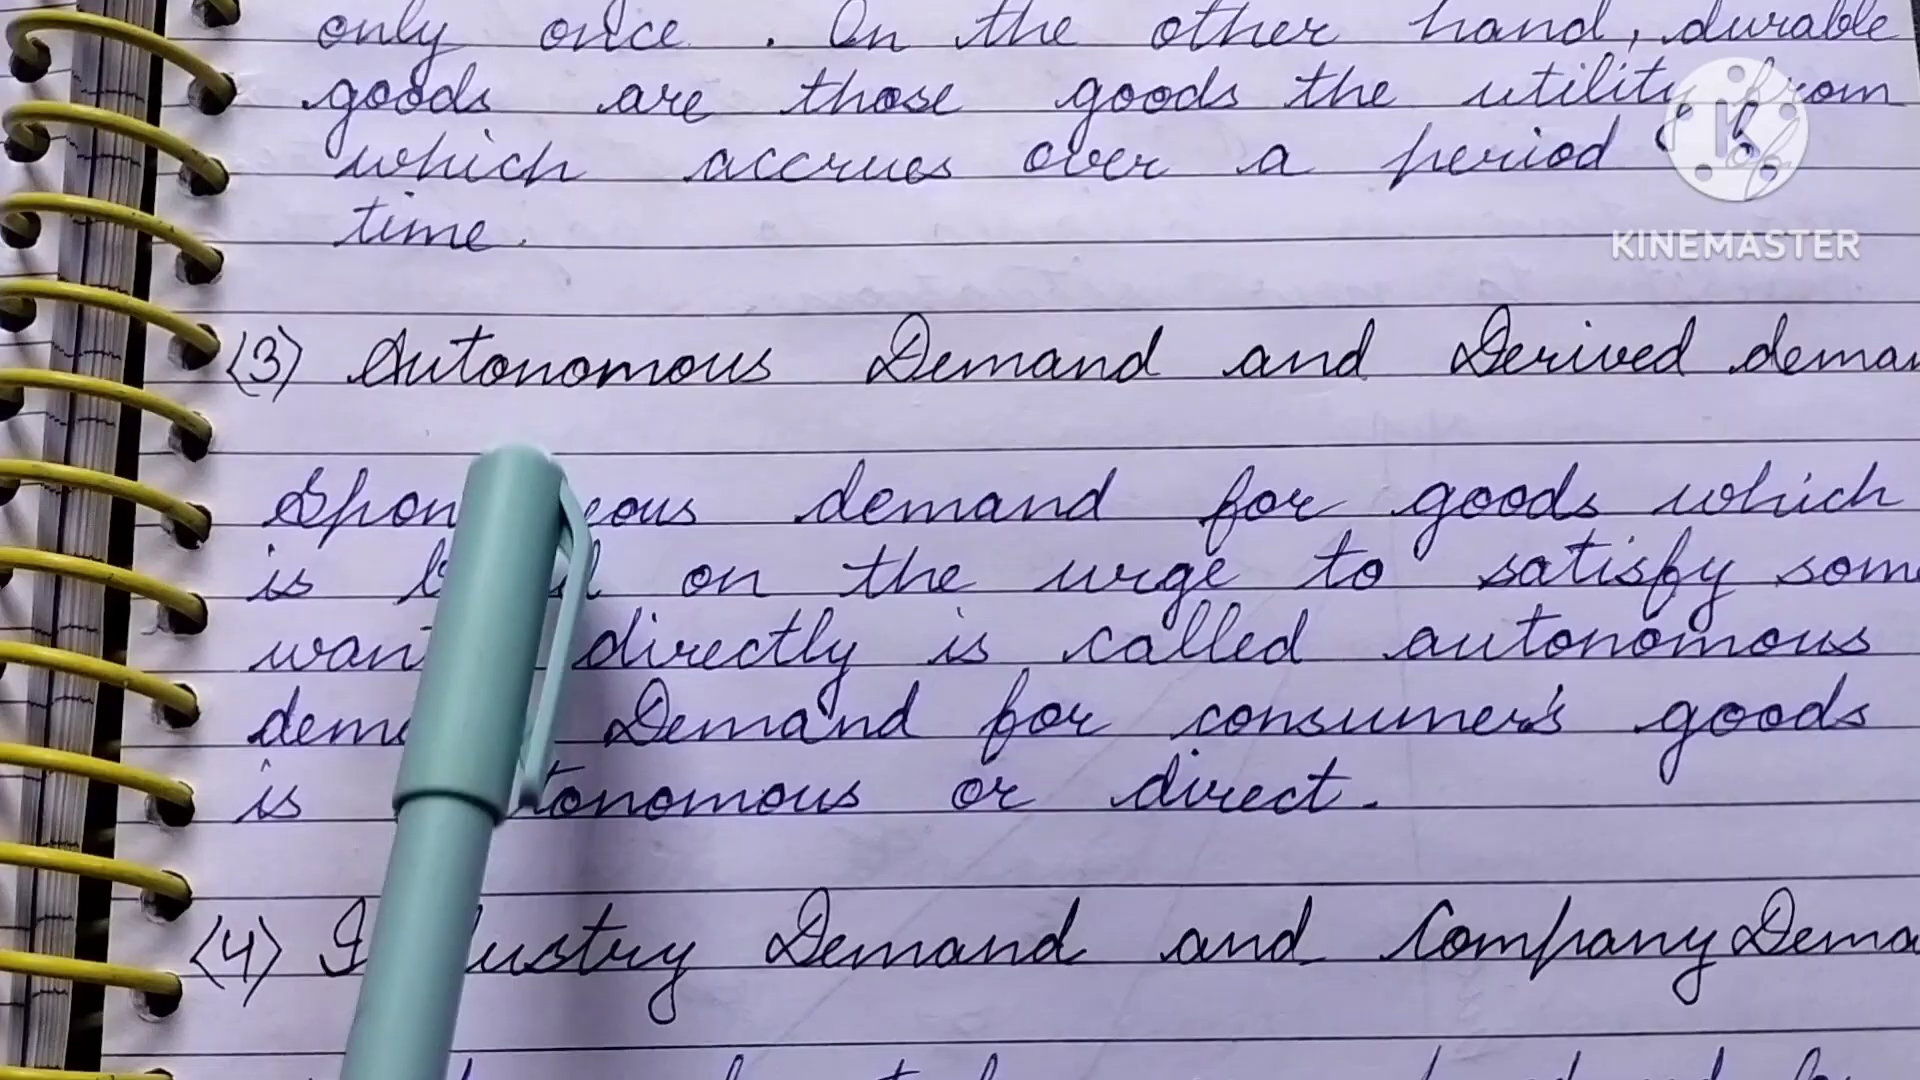 only once. On the other hand, durable
goods are those goods the utility from
which accrues over a period of
time.
KINEMASTER
(3) Autonomous Demand and Derived
demand for goods which
is on the urge to satisfy
directly is called autonomous
Demand for consumer's goods
is or direct.
(4) Demand and Company